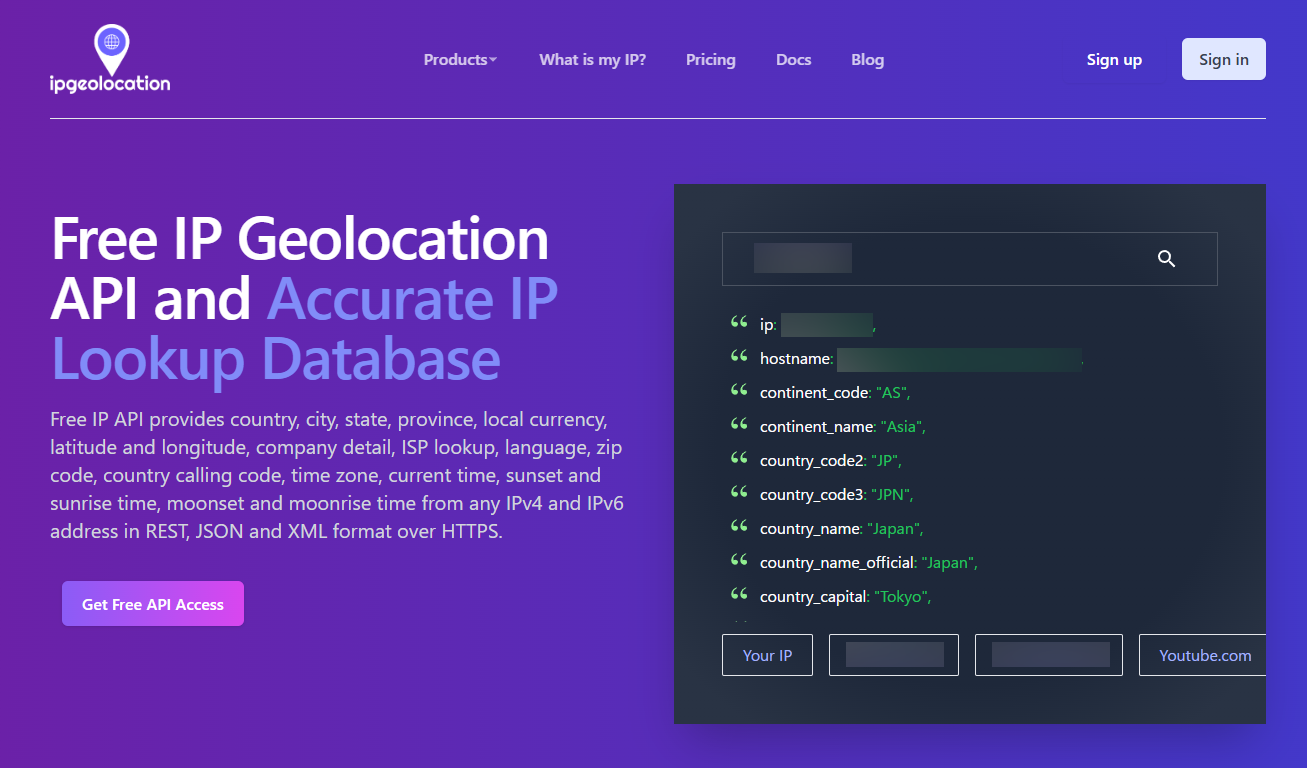 ipgeolocation
Products
What is my IP?
Pricing
Docs
Blog
Sign up
Sign in
Free IP Geolocation
API and Accurate IP
Lookup Database
Free IP API provides country, city, state, province, local currency,
latitude and longitude, company detail, ISP lookup, language, zip
code, country calling code, time zone, current time, sunset and
sunrise time, moonset and moonrise time from any IPv4 and IPv6
address in REST, JSON and XML format over HTTPS.
Get Free API Access
ip: ,
hostname: ,
continent_code: "AS",
continent_name: "Asia",
country_code2: "JP",
country_code3: "JPN",
country_name: "Japan",
country_name_official: "Japan",
country_capital: "Tokyo",
Your IP
Youtube.com